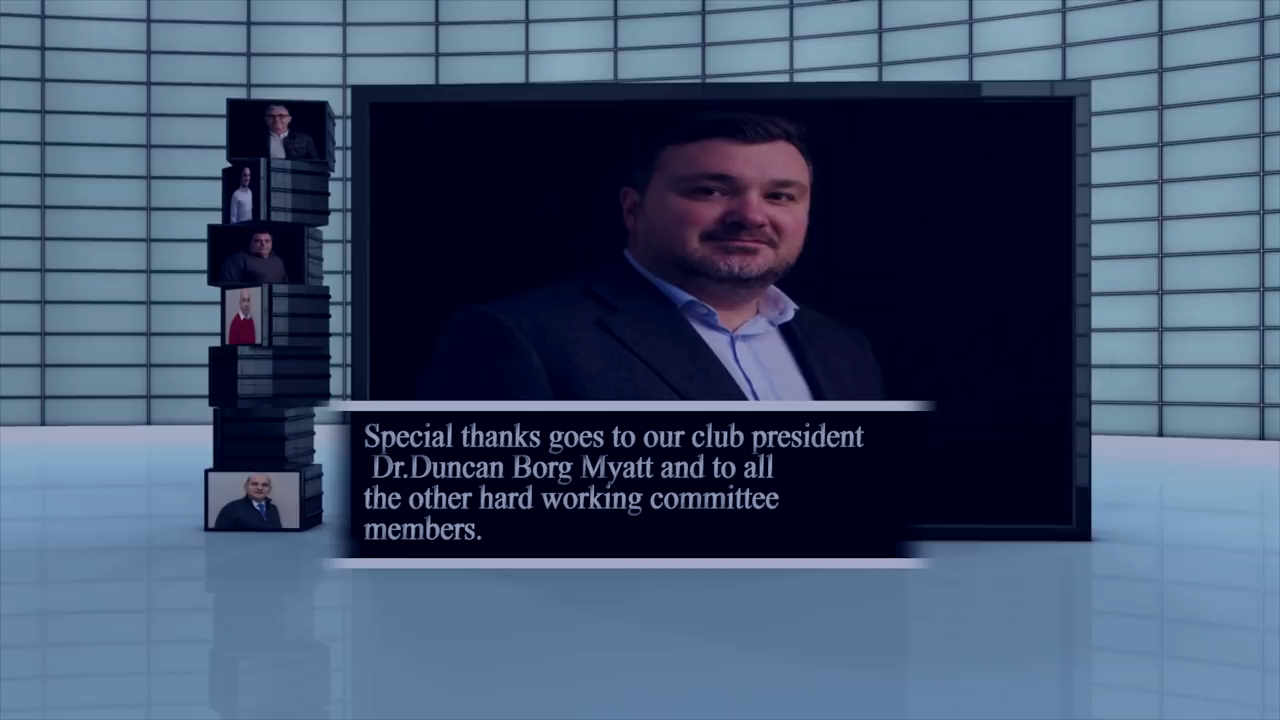 Special thanks goes to our club president
Dr.Duncan Borg Myatt and to all
the other hard working committee
members.